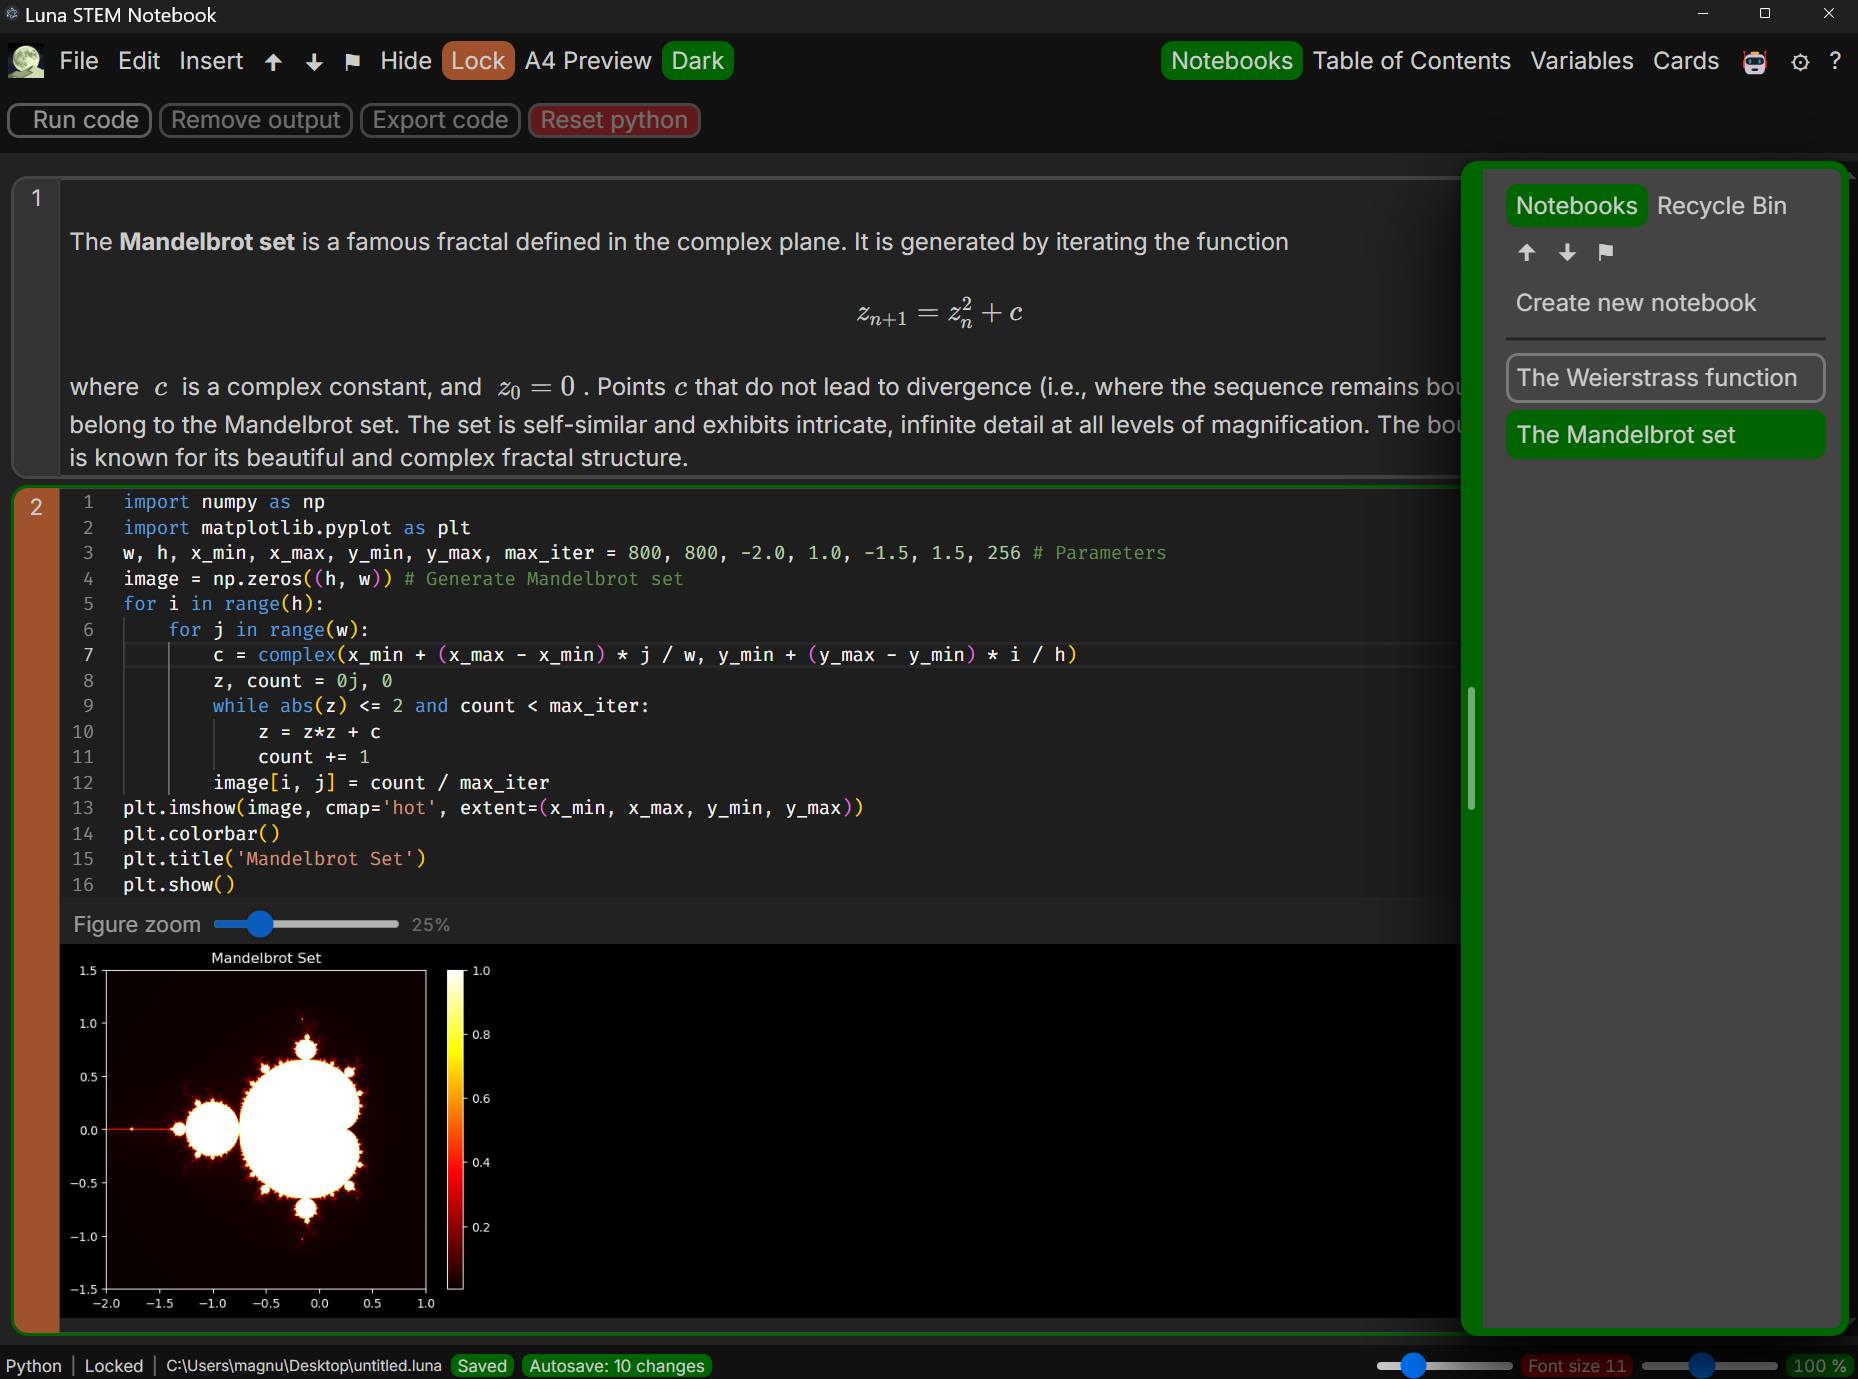 Luna STEM Notebook
File Edit Insert Hide Lock A4 Preview Dark Notebooks Table of Contents Variables Cards ?
Run code Remove output Export code Reset python
1
The Mandelbrot set is a famous fractal defined in the complex plane. It is generated by iterating the function
z_{n+1} = z_n^2 + c
where c is a complex constant, and z_0 = 0 . Points c that do not lead to divergence (i.e., where the sequence remains bou
belong to the Mandelbrot set. The set is self-similar and exhibits intricate, infinite detail at all levels of magnification. The bou
is known for its beautiful and complex fractal structure.
2
1 import numpy as np
2 import matplotlib.pyplot as plt
3 w, h, x_min, x_max, y_min, y_max, max_iter = 800, 800, -2.0, 1.0, -1.5, 1.5, 256 # Parameters
4 image = np.zeros((h, w)) # Generate Mandelbrot set
5 for i in range(h):
6 for j in range(w):
7 c = complex(x_min + (x_max - x_min) * j / w, y_min + (y_max - y_min) * i / h)
8 z, count = 0j, 0
9 while abs(z) <= 2 and count < max_iter:
10 z = z*z + c
11 count += 1
12 image[i, j] = count / max_iter
13 plt.imshow(image, cmap='hot', extent=(x_min, x_max, y_min, y_max))
14 plt.colorbar()
15 plt.title('Mandelbrot Set')
16 plt.show()
Figure zoom 25%
Mandelbrot Set
1.5
1.0
0.5
0.0
−0.5
−1.0
−1.5
−2.0 −1.5 −1.0 −0.5 0.0 0.5 1.0
1.0
0.8
0.6
0.4
0.2
Notebooks Recycle Bin
Create new notebook
The Weierstrass function
The Mandelbrot set
Python | Locked | C:\Users\magnu\Desktop\untitled.luna Saved Autosave: 10 changes Font size 11 100 %